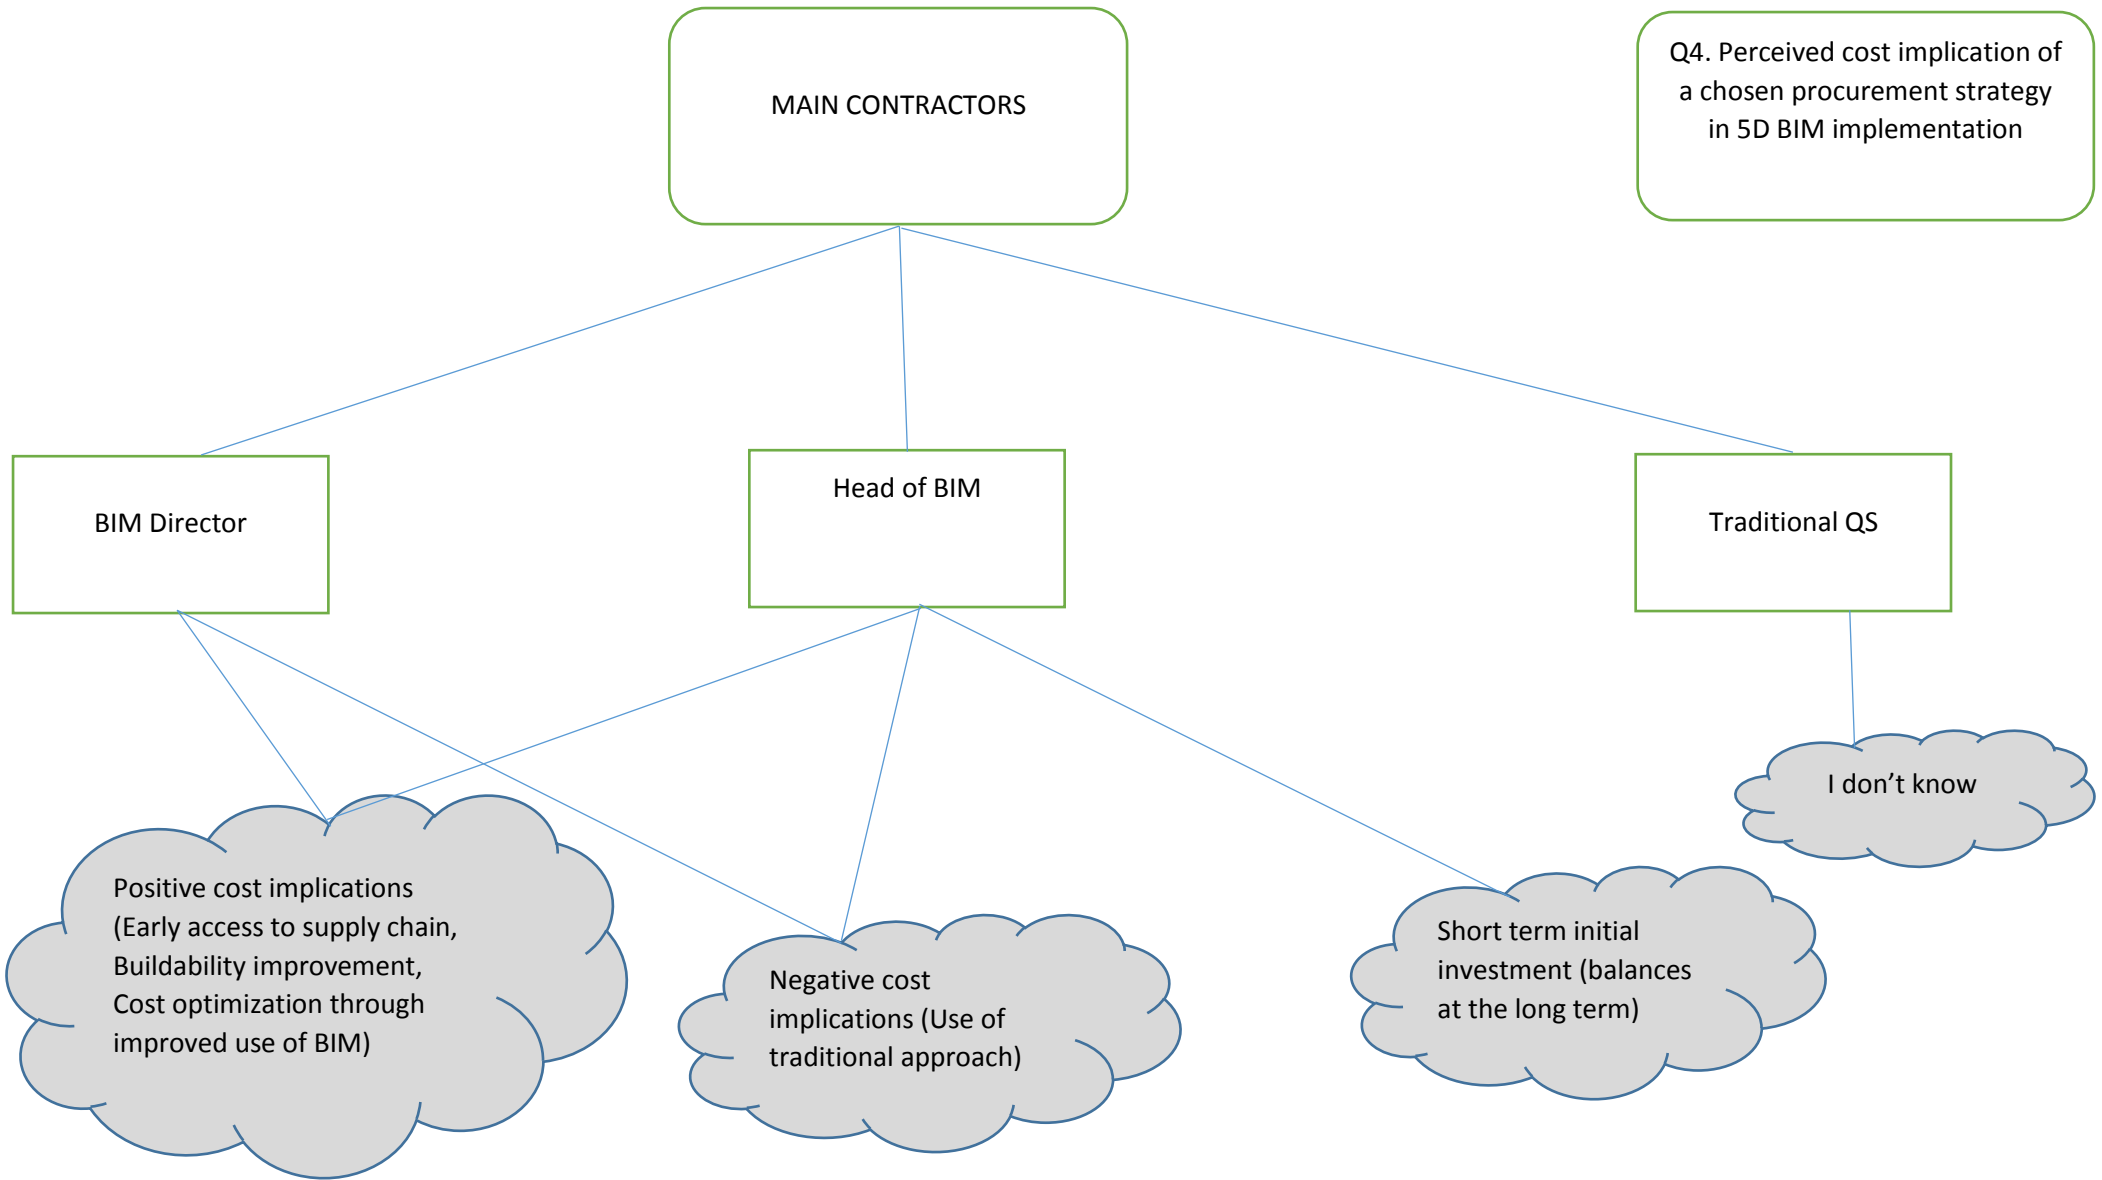 MAIN CONTRACTORS
Q4. Perceived cost implication of
a chosen procurement strategy
in 5D BIM implementation
BIM Director
Head of BIM
Traditional QS
Positive cost implications
(Early access to supply chain,
Buildability improvement,
Cost optimization through
improved use of BIM)
Negative cost
implications (Use of
traditional approach)
Short term initial
investment (balances
at the long term)
I don’t know